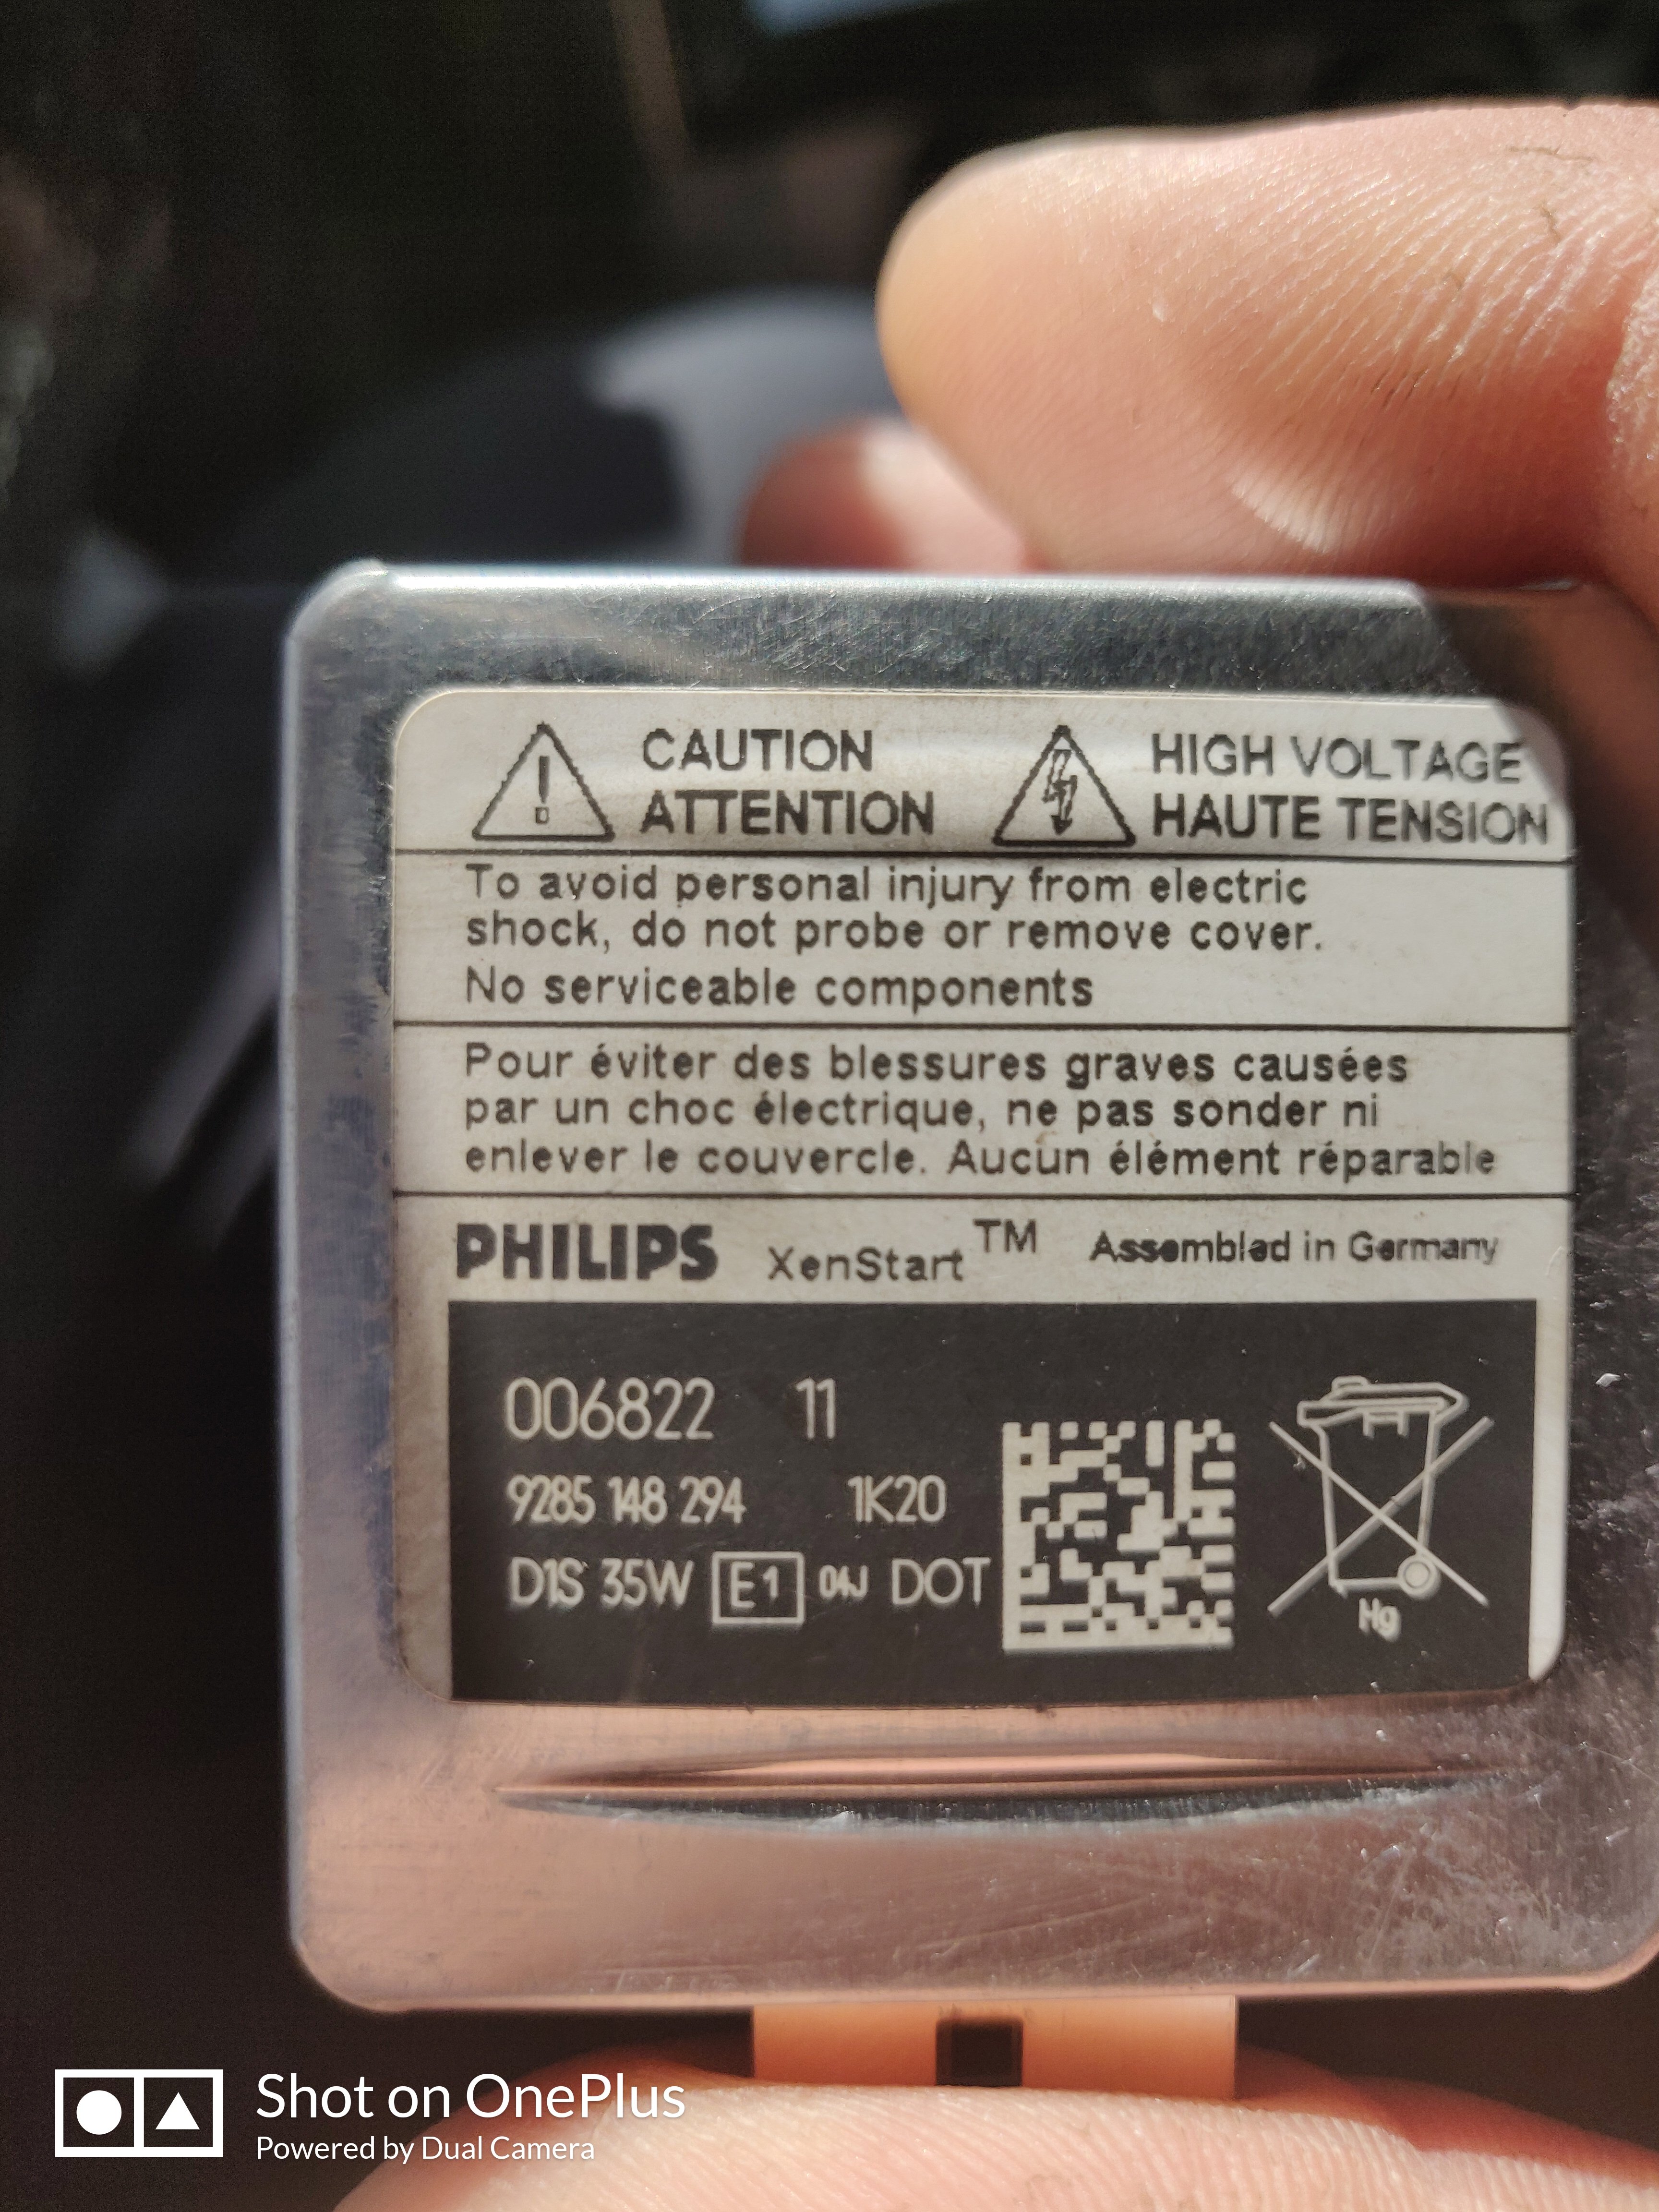 CAUTION
ATTENTION
HIGH VOLTAGE
HAUTE TENSION
To avoid personal injury from electric
shock, do not probe or remove cover.
No serviceable components
Pour éviter des blessures graves causées
par un choc électrique, ne pas sonder ni
enlever le couvercle. Aucun élément réparable
PHILIPS XenStart™ Assembled in Germany
006822 11
9285 148 294 1K20
D1S 35W E1 04J DOT
Hg
Shot on OnePlus
Powered by Dual Camera